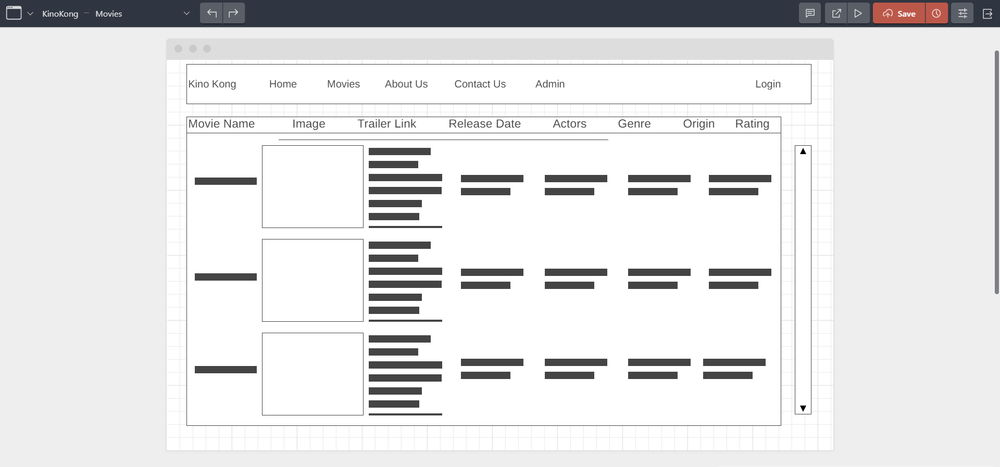 KinoKong – Movies
Save
Kino Kong Home Movies About Us Contact Us Admin Login
Movie Name Image Trailer Link Release Date Actors Genre Origin Rating